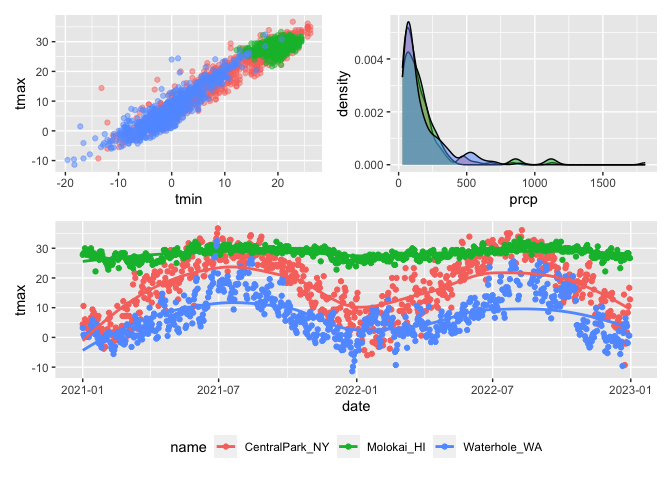 tmax
30
20
10
0
-10
-20
-10
0
10
20
tmin
density
0.004
0.002
0.000
0
500
1000
1500
prcp
tmax
30
20
10
0
-10
2021-01
2021-07
2022-01
2022-07
2023-01
date
name
CentralPark_NY
Molokai_HI
Waterhole_WA